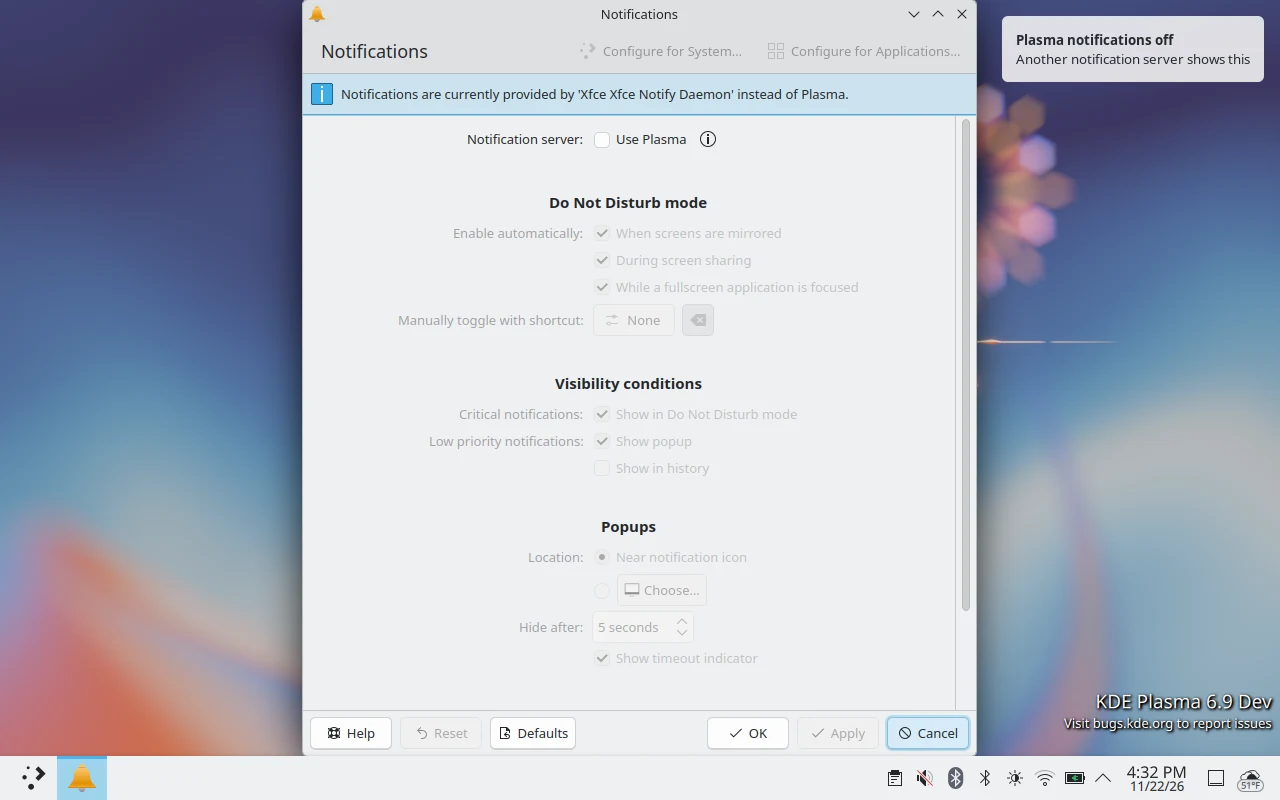 Notifications
Notifications
Configure for System...
Configure for Applications...
Plasma notifications off
Another notification server shows this
Notifications are currently provided by 'Xfce Xfce Notify Daemon' instead of Plasma.
Notification server: Use Plasma
Do Not Disturb mode
Enable automatically: When screens are mirrored
During screen sharing
While a fullscreen application is focused
Manually toggle with shortcut: None
Visibility conditions
Critical notifications: Show in Do Not Disturb mode
Low priority notifications: Show popup
Show in history
Popups
Location: Near notification icon
Choose...
Hide after: 5 seconds
Show timeout indicator
KDE Plasma 6.9 Dev
Visit bugs.kde.org to report issues
Help
Reset
Defaults
OK
Apply
Cancel
4:32 PM
11/22/26
51°F